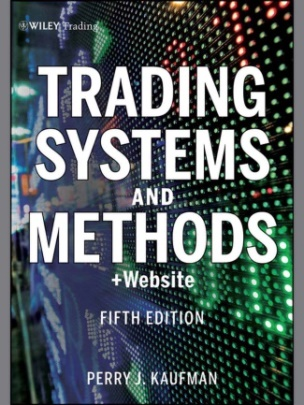 WILEY Trading
TRADING
SYSTEMS
AND
METHODS
+Website
FIFTH EDITION
PERRY J. KAUFMAN